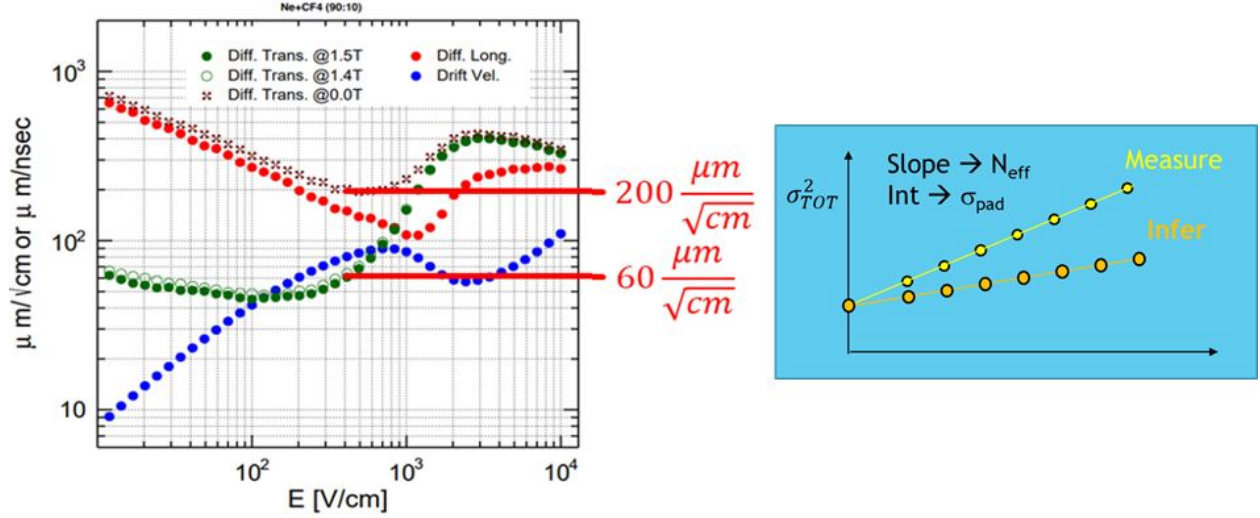 Ne+CF4 (90:10)
Diff. Trans. @1.5T
Diff. Trans. @1.4T
Diff. Trans. @0.0T
Diff. Long.
Drift Vel.
μ m/√cm or μ m/nsec
10³
10²
10
10²
10³
10⁴
E [V/cm]
200 μm/√cm
60 μm/√cm
σ²TOT
Slope → Neff
Int → σpad
Measure
Infer